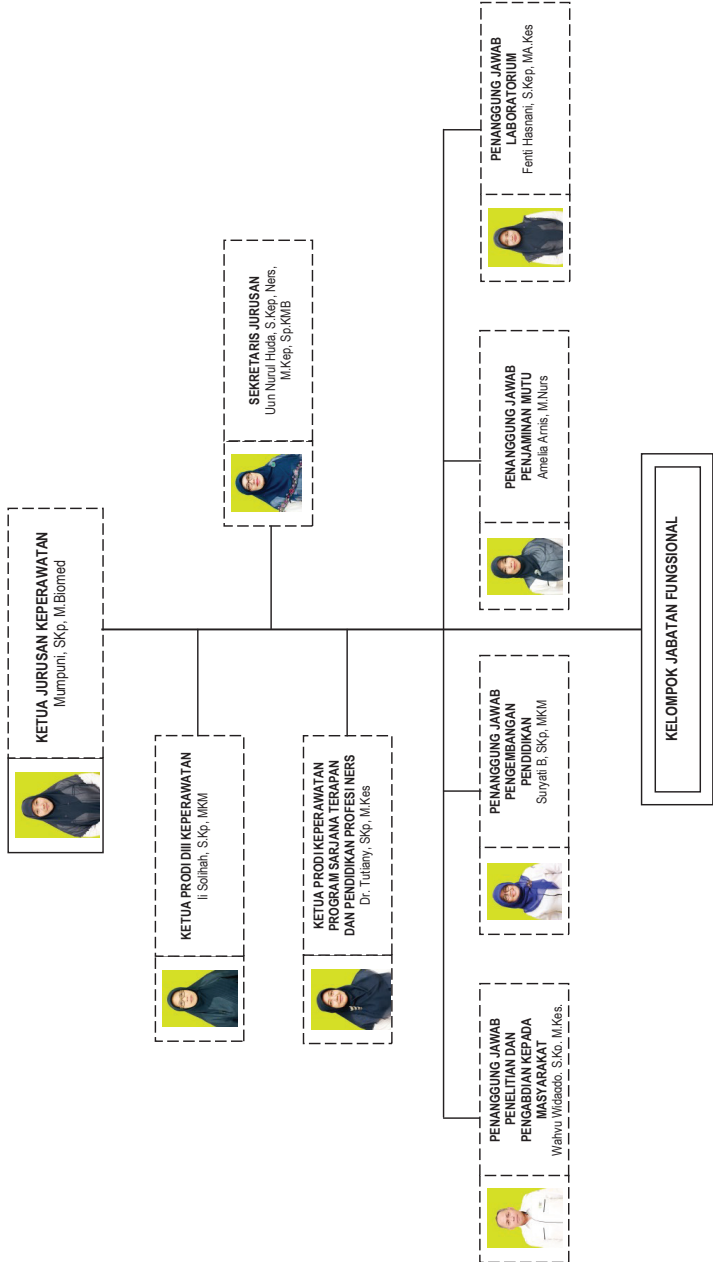 KETUA JURUSAN KEPERAWATAN
Mumpuni, SKp, M.Biomed
SEKRETARIS JURUSAN
Uun Nurul Huda, S.Kep, Ners,
M.Kep, Sp.KMB
KETUA PRODI DIII KEPERAWATAN
Ii Solihah, S.Kp, MKM
KETUA PRODI KEPERAWATAN
PROGRAM SARJANA TERAPAN
DAN PENDIDIKAN PROFESI NERS
Dr. Tutiany, SKp, M.Kes
PENANGGUNG JAWAB
PENELITIAN DAN
PENGABDIAN KEPADA
MASYARAKAT
Wahyu Widagdo. S.Kp. M.Kes.
PENANGGUNG JAWAB
PENGEMBANGAN
PENDIDIKAN
Suryati B, SKp, MKM
PENANGGUNG JAWAB
PENJAMINAN MUTU
Amelia Arnis, M.Nurs
PENANGGUNG JAWAB
LABORATORIUM
Fenti Hasnani, S.Kep, MA.Kes
KELOMPOK JABATAN FUNGSIONAL